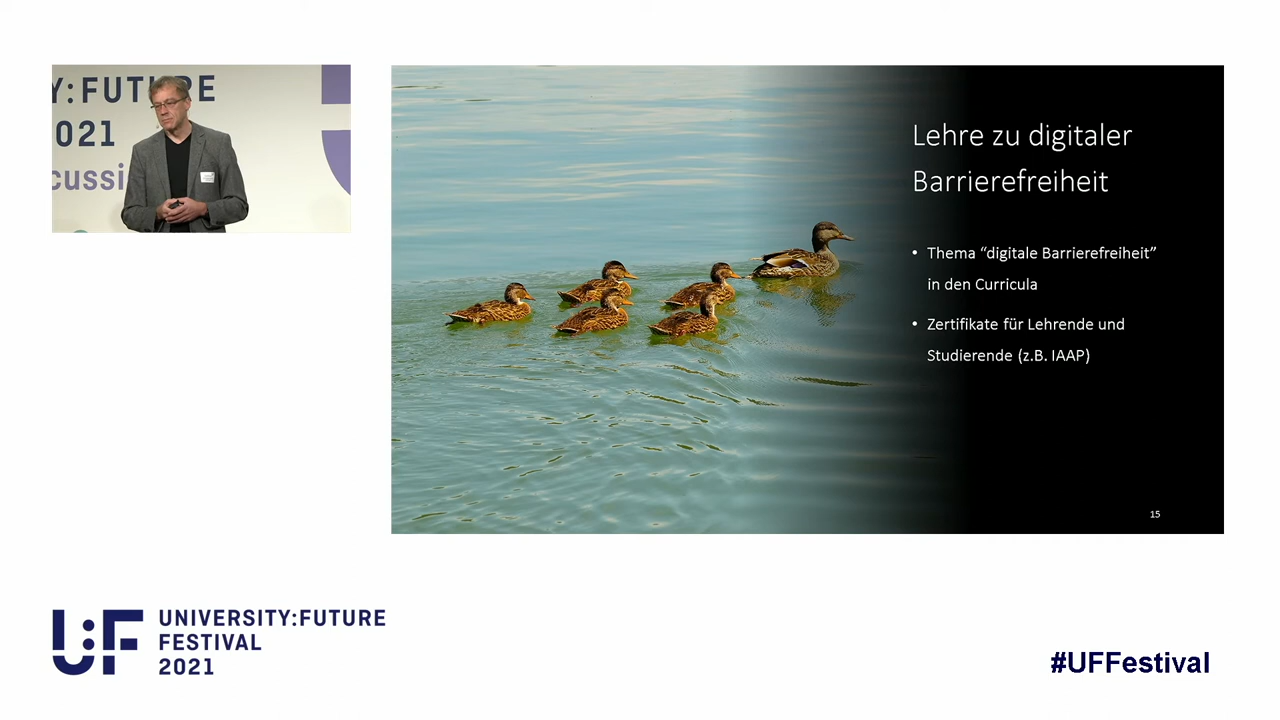 Y:FUTURE
2021
cussi
Lehre zu digitaler
Barrierefreiheit
• Thema “digitale Barrierefreiheit”
in den Curricula
• Zertifikate für Lehrende und
Studierende (z.B. IAAP)
15
U:F
UNIVERSITY:FUTURE
FESTIVAL
2021
#UFFestival